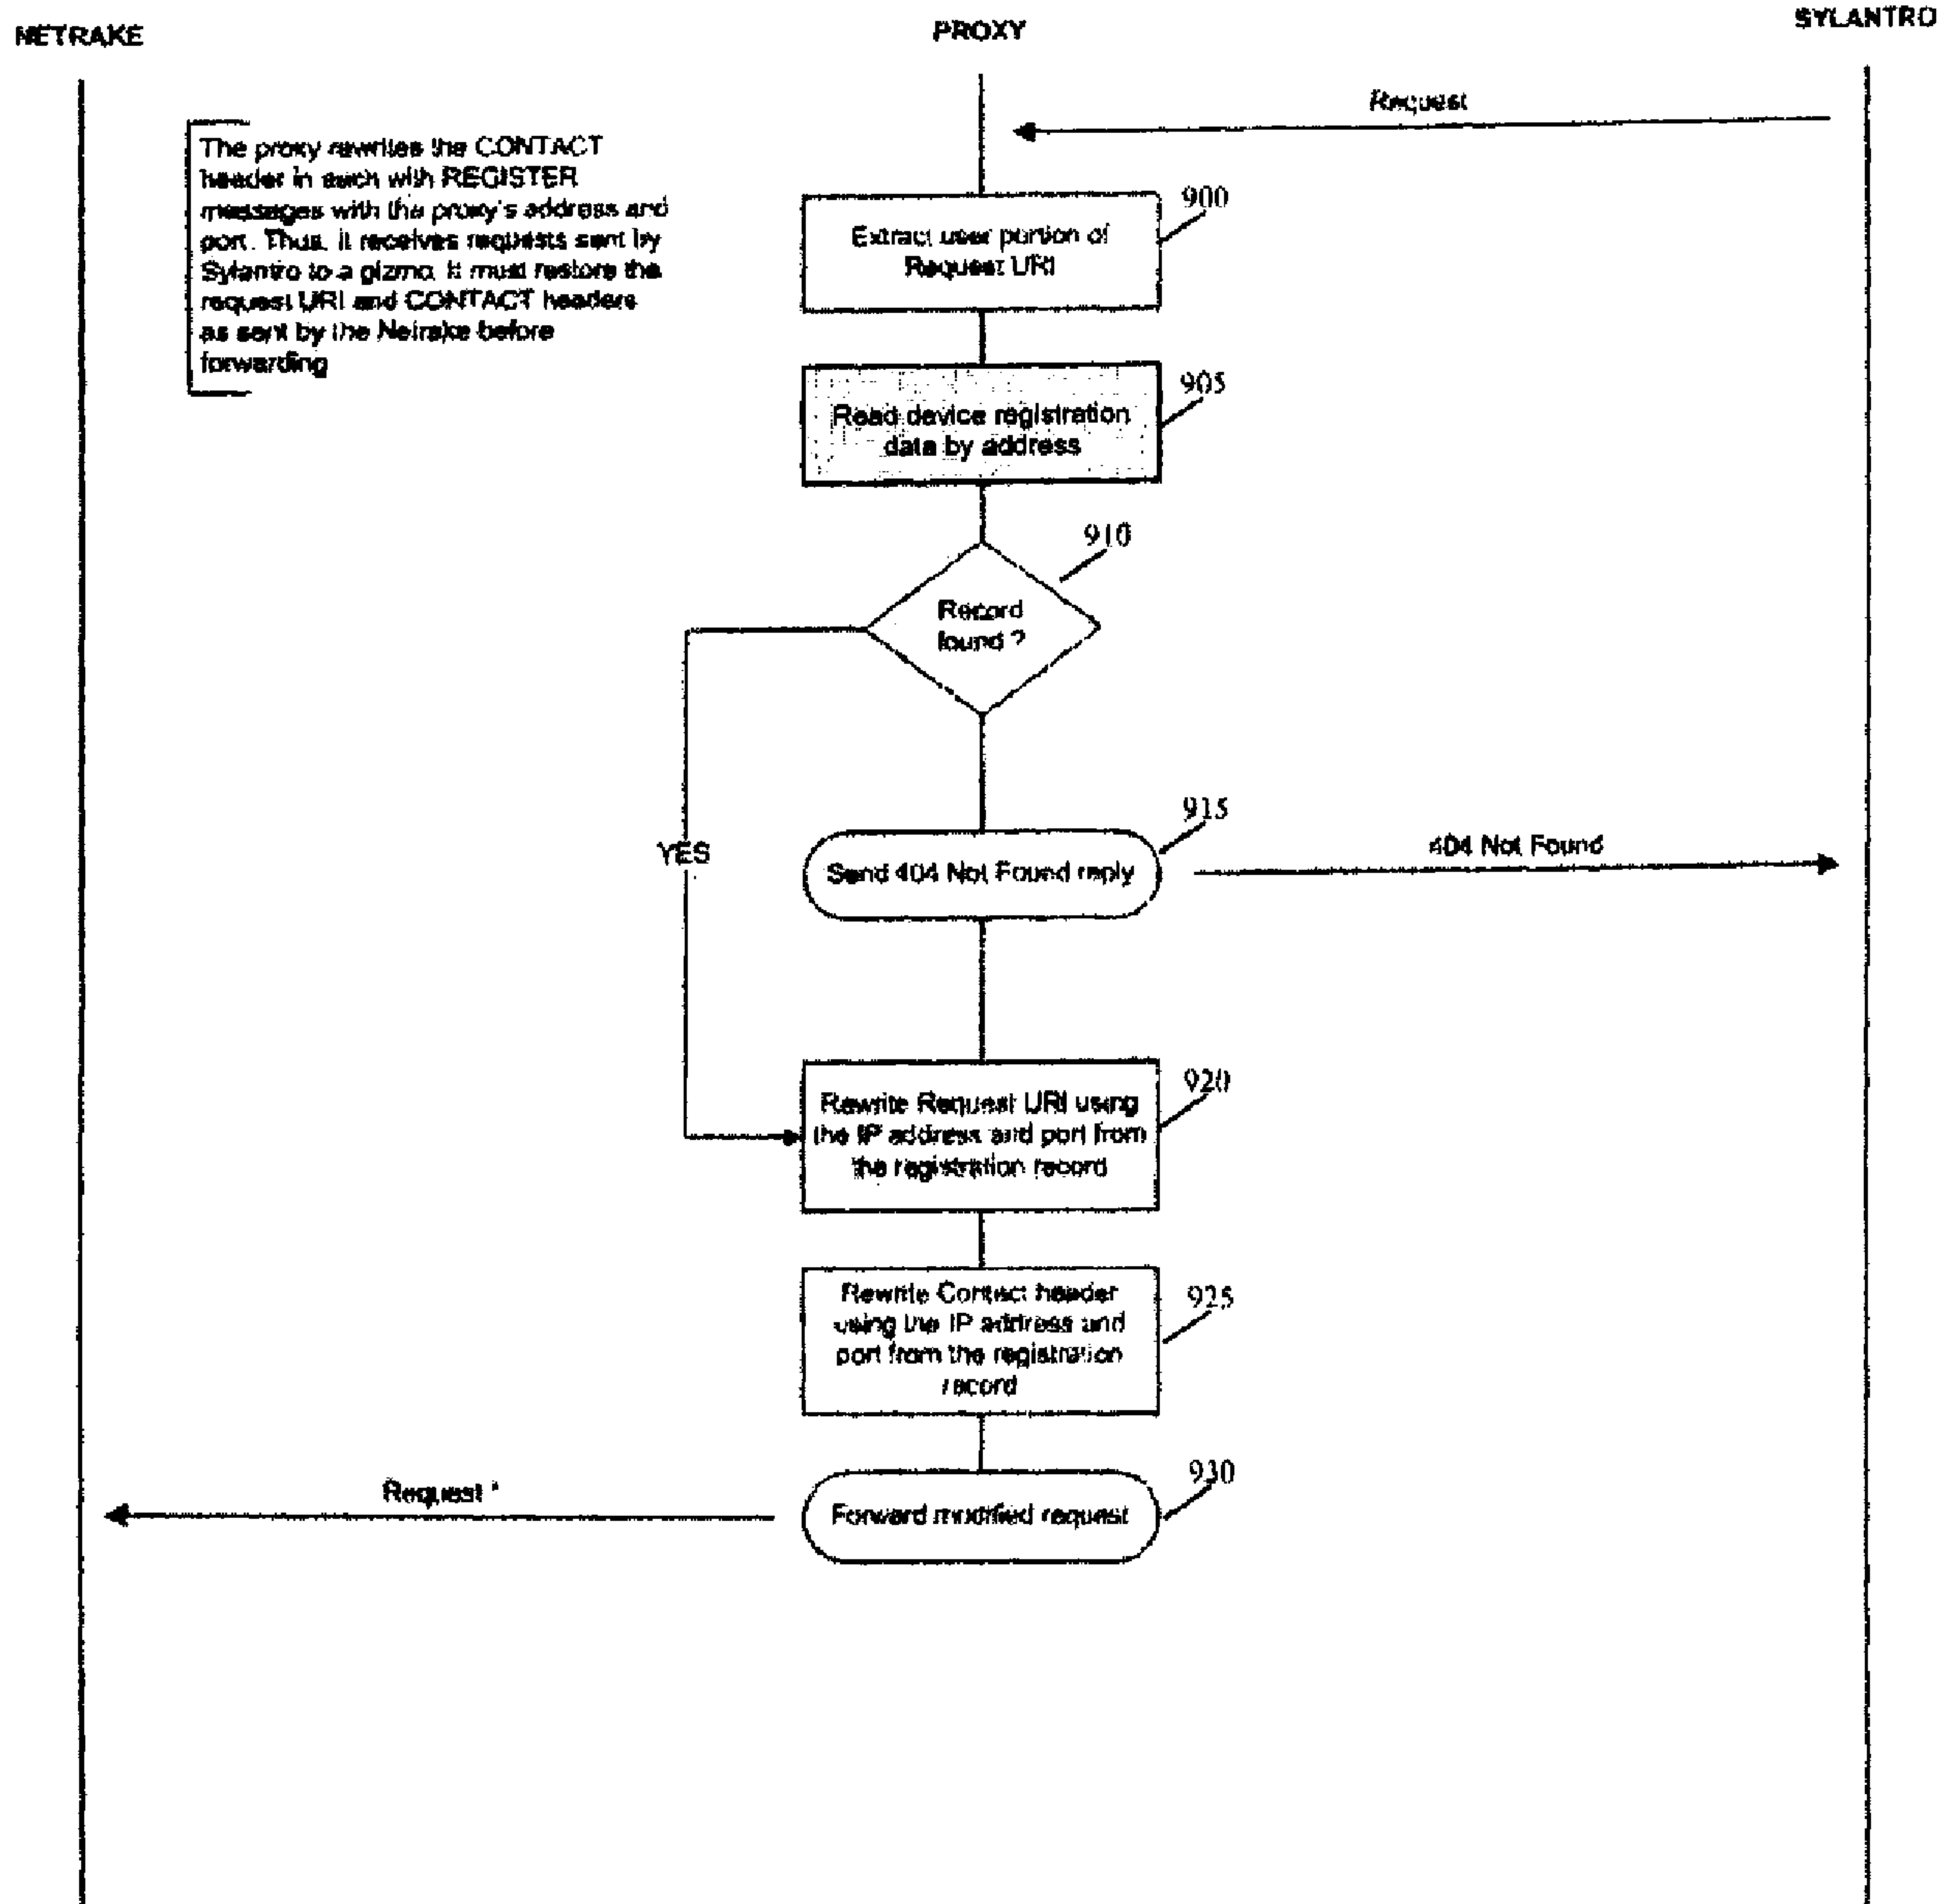 NETRAKE
PROXY
SYLANTRO
Request
The proxy rewrites the CONTACT
header in each with REGISTER
messages with the proxy's address and
port. Thus, it receives requests sent by
Sylantro to a gizmo. It must restore the
request URI and CONTACT headers
as sent by the Netrake before
forwarding
900
Extract user portion of
Request URI
905
Read device registration
data by address
910
Record
found ?
915
YES
Send 404 Not Found reply
404 Not Found
920
Rewrite Request URI using
the IP address and port from
the registration record
925
Rewrite Contact header
using the IP address and
port from the registration
record
930
Request *
Forward modified request